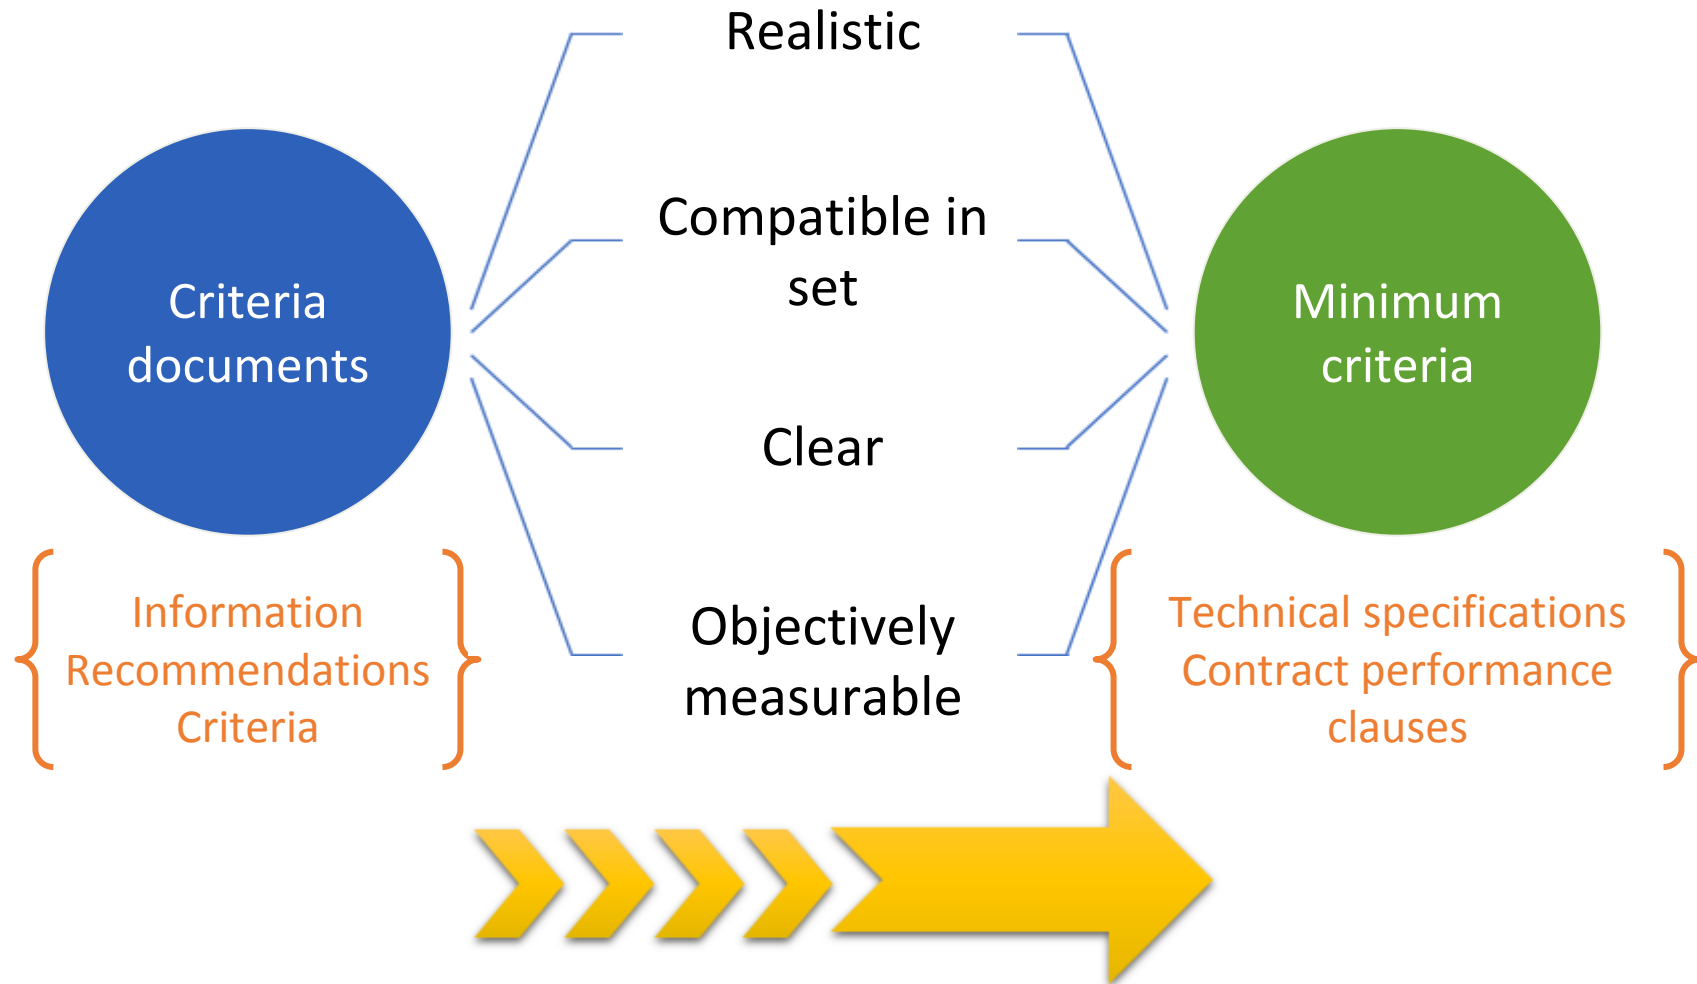 Realistic
Compatible in
set
Clear
Objectively
measurable
Criteria
documents
Information
Recommendations
Criteria
Minimum
criteria
Technical specifications
Contract performance
clauses